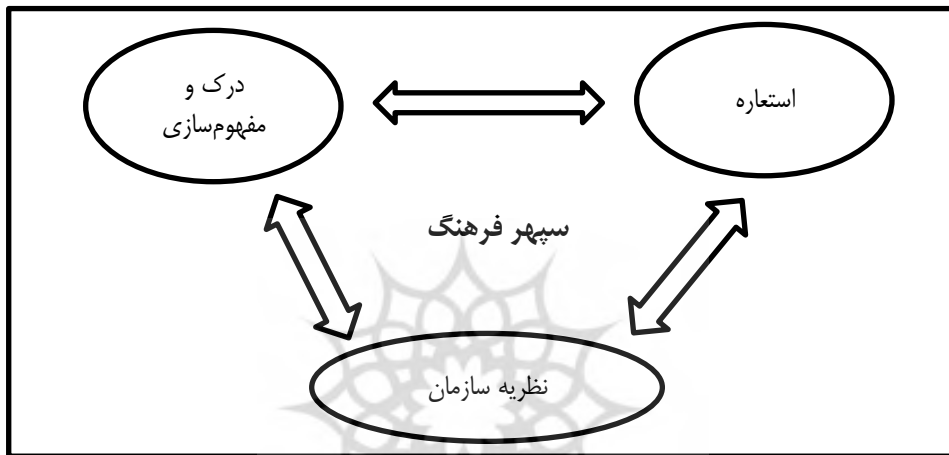 استعاره
درک و
مفهوم‌سازی
سپهر فرهنگ
نظریه سازمان